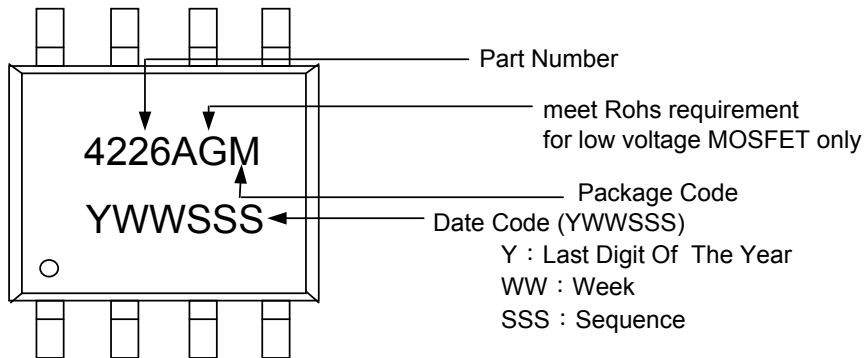 Part Number
meet Rohs requirement
for low voltage MOSFET only
4226AGM
Package Code
YWWSSS
Date Code (YWWSSS)
Y：Last Digit Of The Year
WW：Week
SSS：Sequence